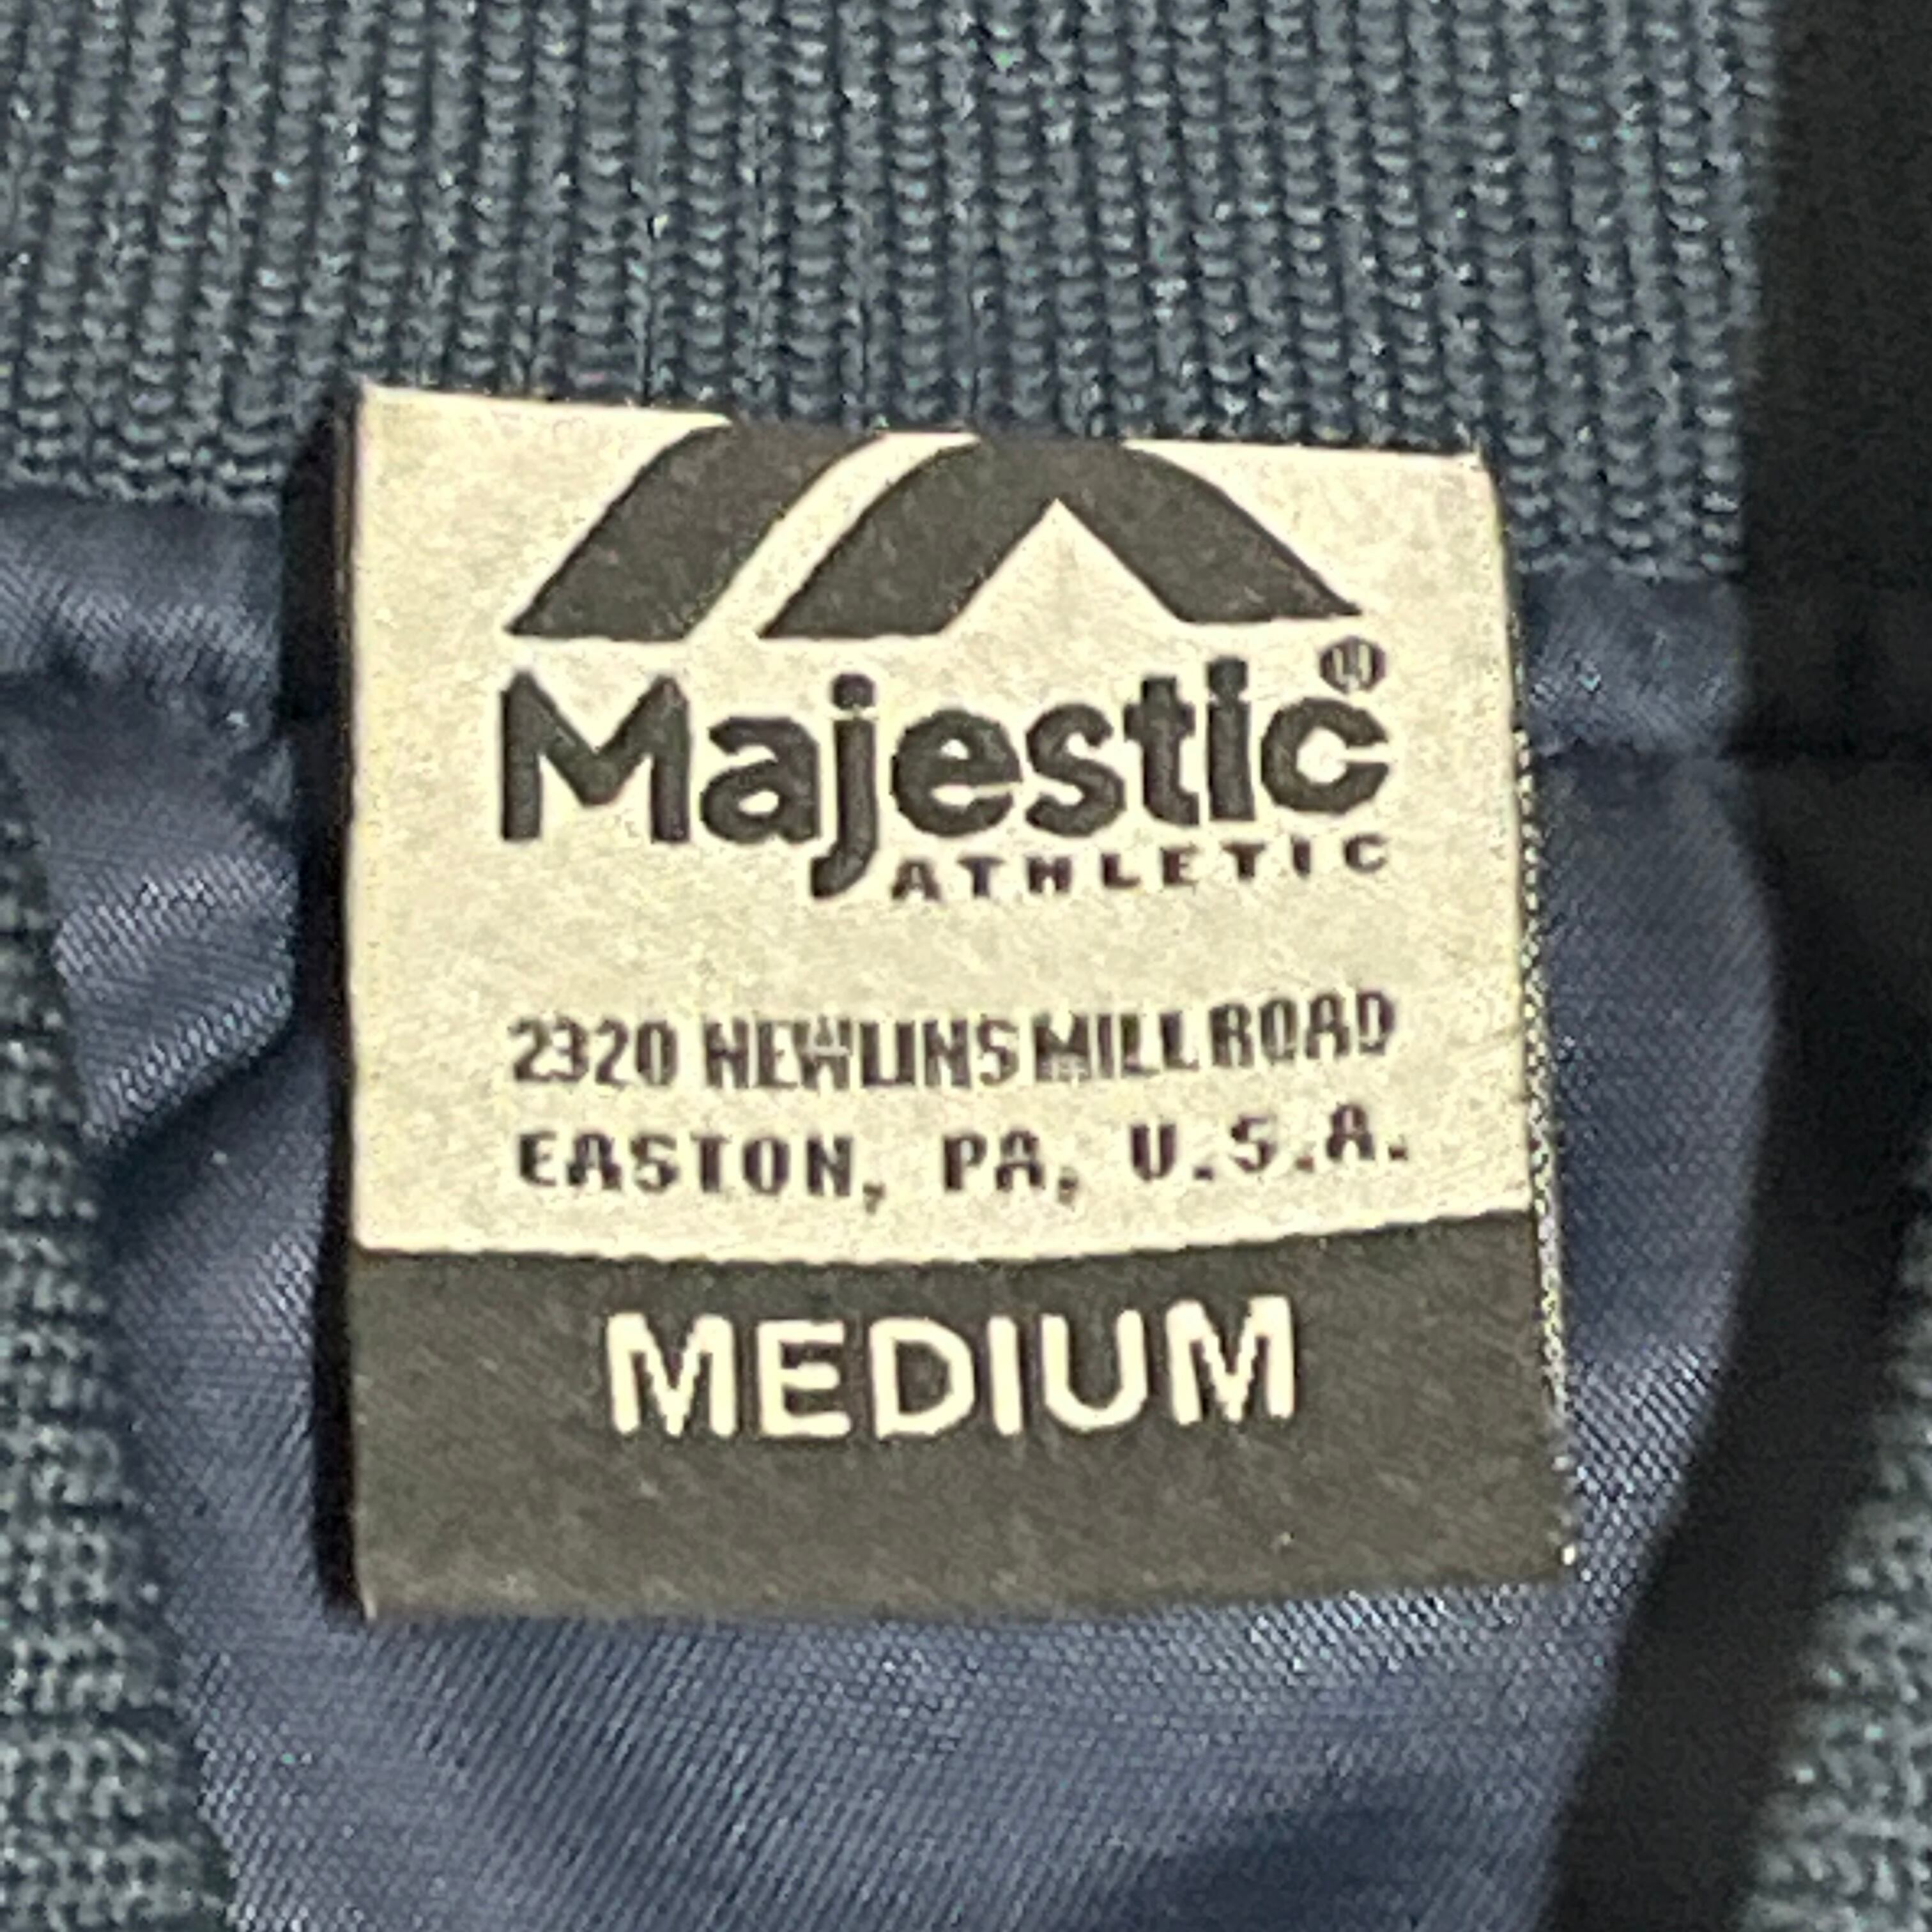 Majestic®
ATHLETIC
2320 NEWLINS MILL ROAD
EASTON, PA, U.S.A.
MEDIUM